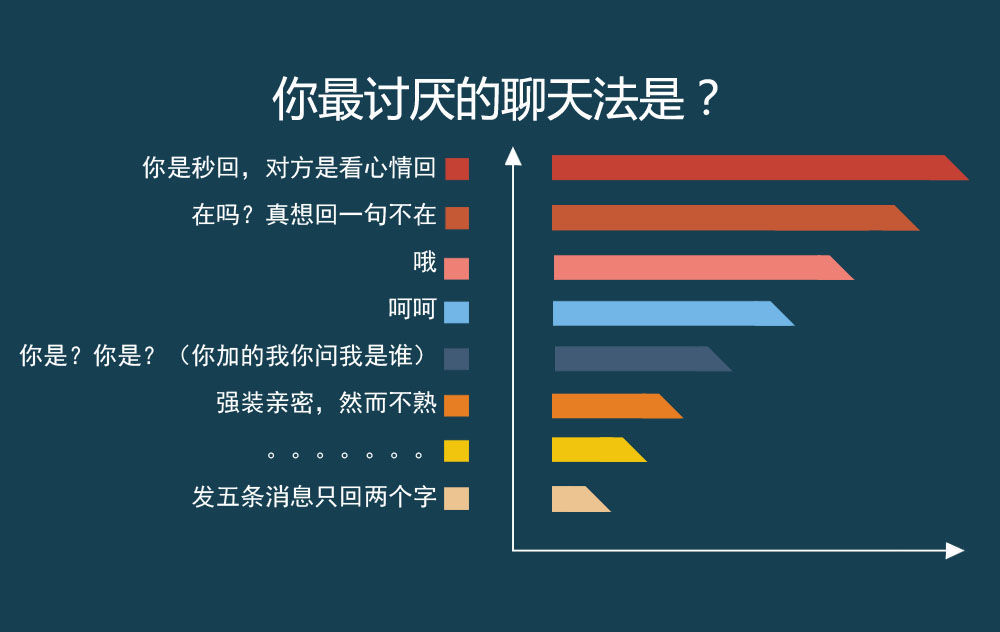 你最讨厌的聊天法是？
你是秒回，对方是看心情回
在吗？真想回一句不在
哦
呵呵
你是？你是？（你加的我你问我是谁）
强装亲密，然而不熟
。。。。。。。
发五条消息只回两个字